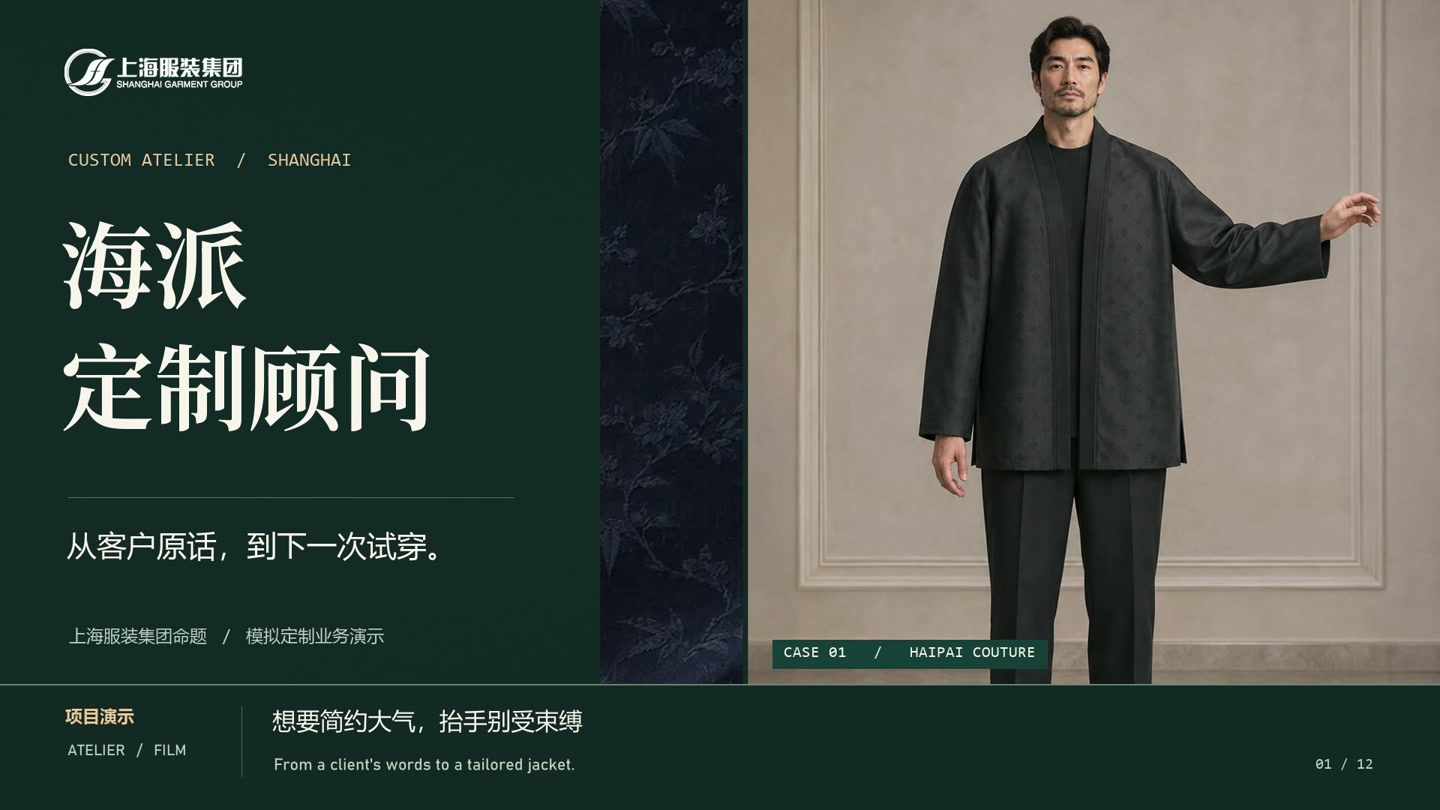 上海服装集团
SHANGHAI GARMENT GROUP
CUSTOM ATELIER / SHANGHAI
海派
定制顾问
从客户原话，到下一次试穿。
上海服装集团命题 / 模拟定制业务演示
CASE 01 / HAIPAI COUTURE
项目演示
ATELIER / FILM
想要简约大气，抬手别受束缚
From a client's words to a tailored jacket.
01 / 12